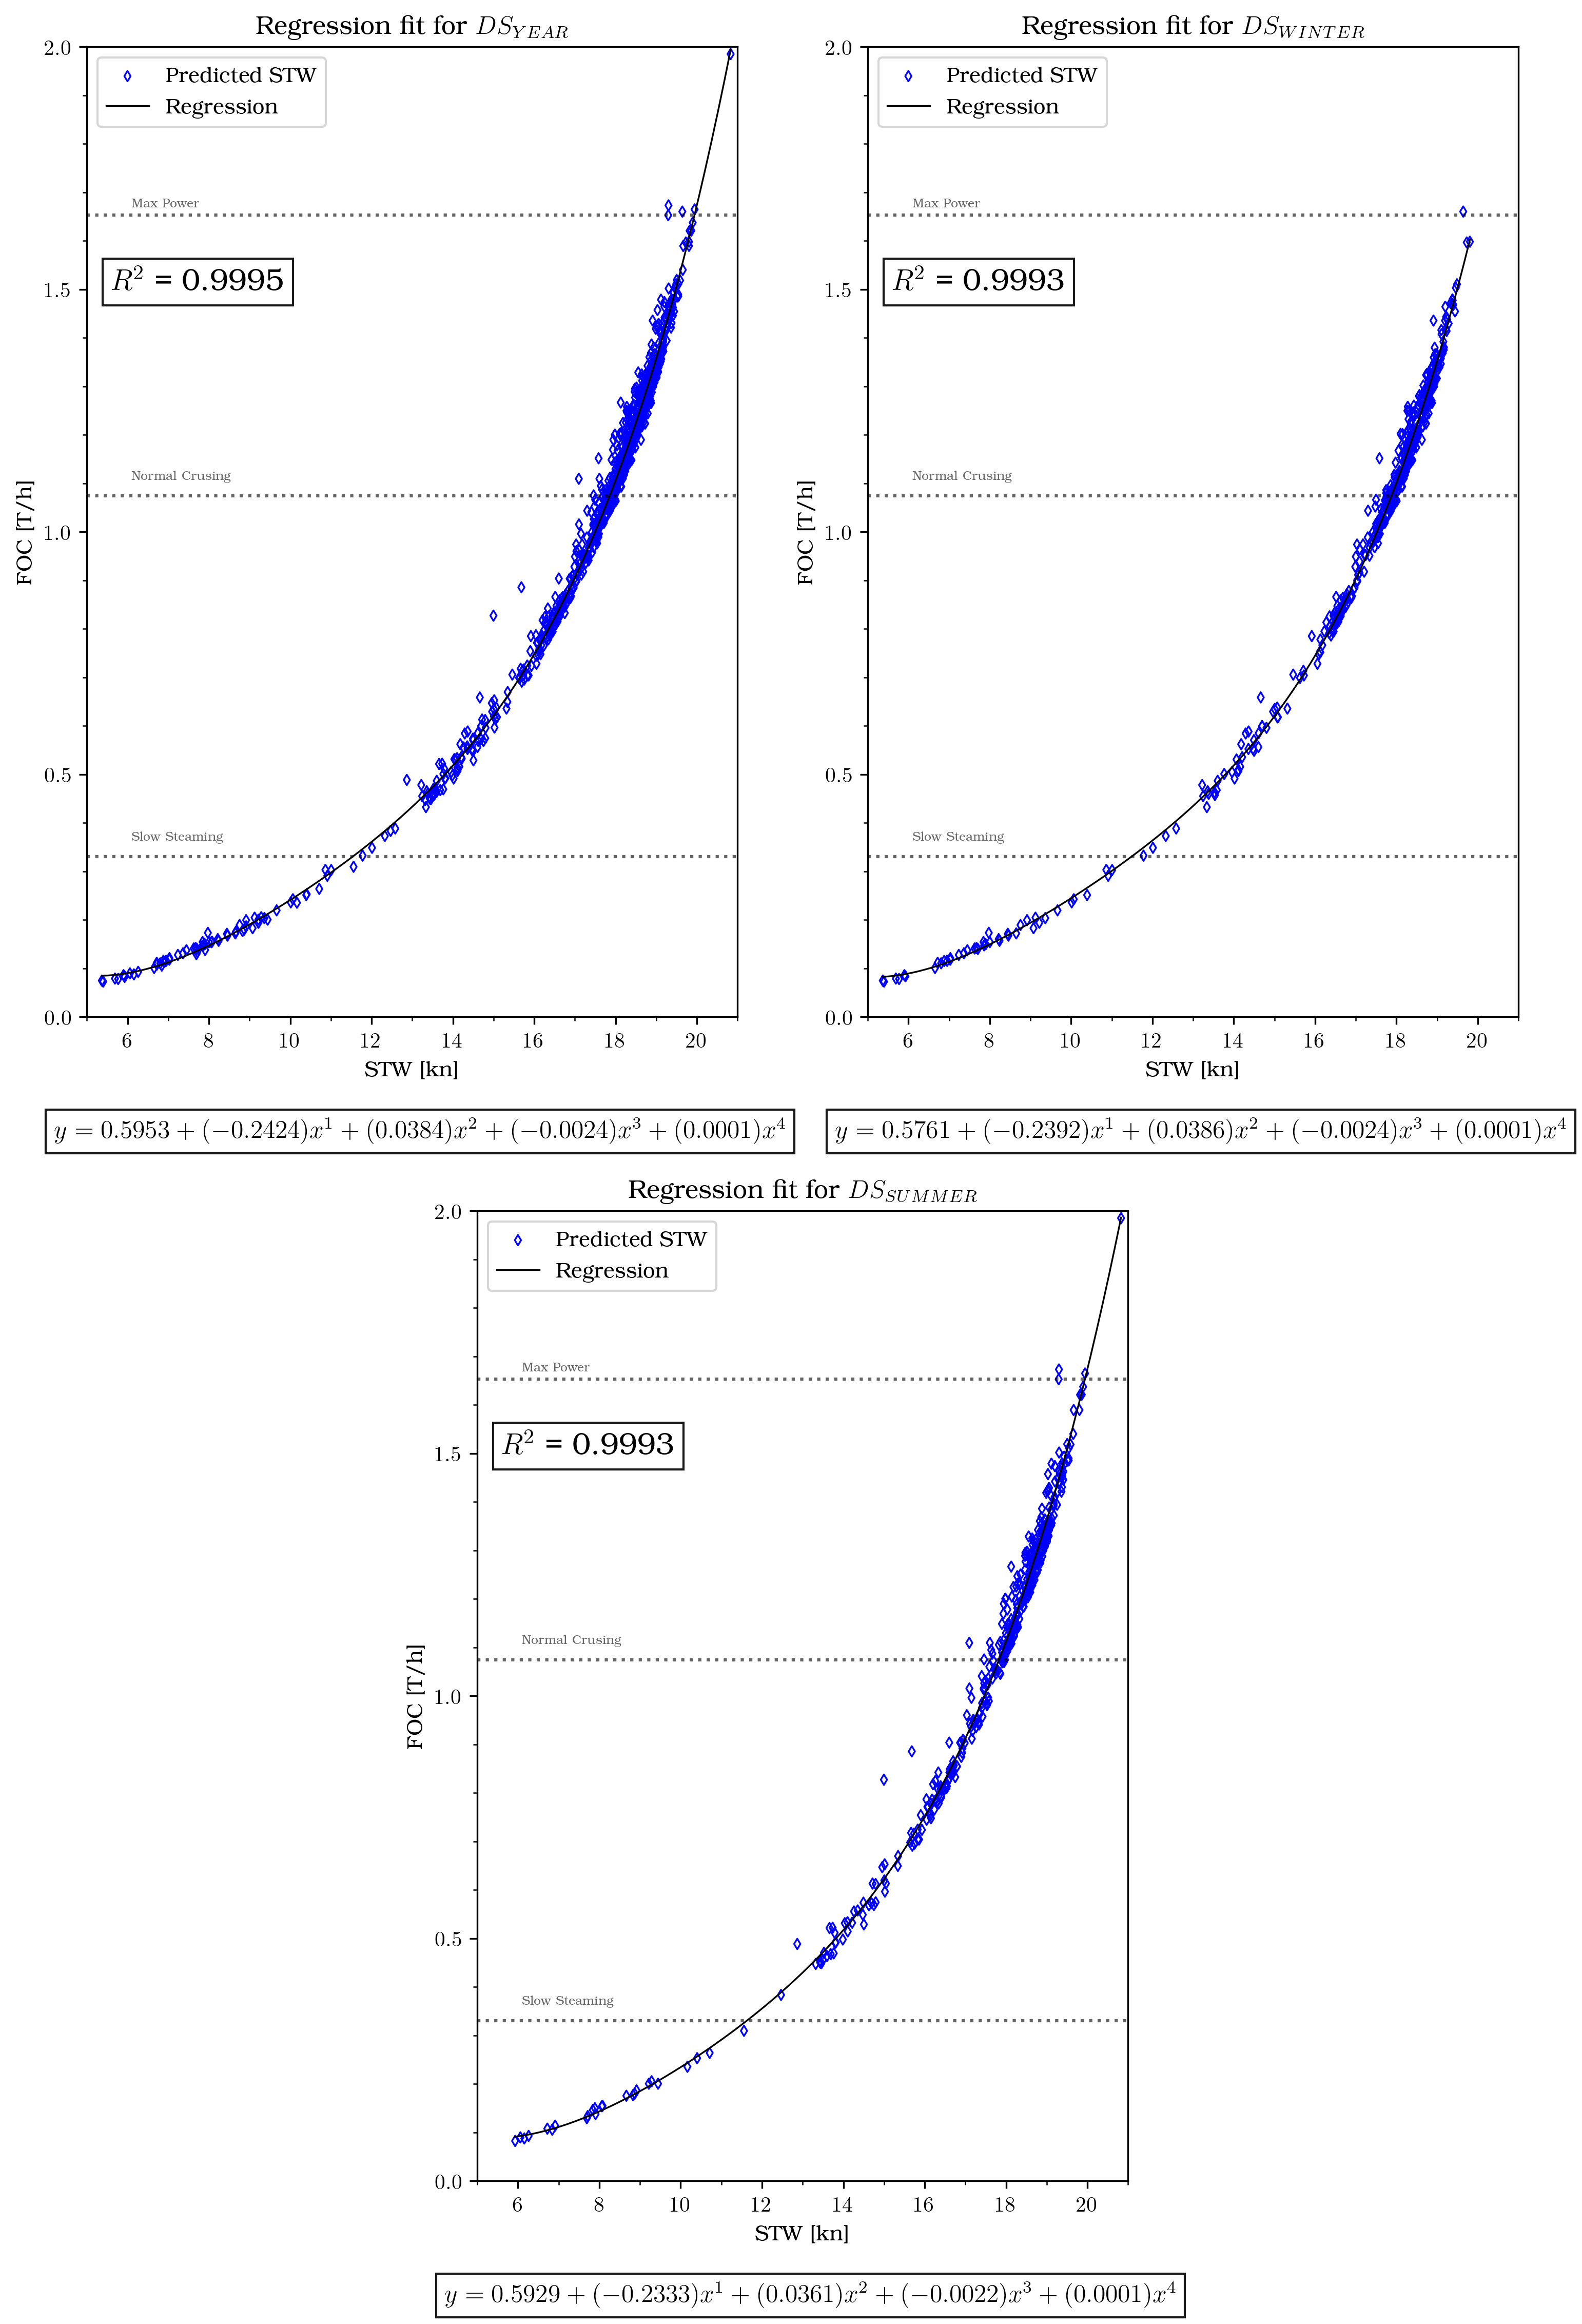 Regression fit for DS_YEAR
Predicted STW
Regression
2.0
Max Power
R² = 0.9995
1.5
Normal Crusing
1.0
FOC [T/h]
0.5
Slow Steaming
0.0
6 8 10 12 14 16 18 20
STW [kn]
y = 0.5953 + (−0.2424)x¹ + (0.0384)x² + (−0.0024)x³ + (0.0001)x⁴
Regression fit for DS_WINTER
Predicted STW
Regression
2.0
Max Power
R² = 0.9993
1.5
Normal Crusing
1.0
FOC [T/h]
0.5
Slow Steaming
0.0
6 8 10 12 14 16 18 20
STW [kn]
y = 0.5761 + (−0.2392)x¹ + (0.0386)x² + (−0.0024)x³ + (0.0001)x⁴
Regression fit for DS_SUMMER
Predicted STW
Regression
2.0
Max Power
R² = 0.9993
1.5
Normal Crusing
1.0
FOC [T/h]
0.5
Slow Steaming
0.0
6 8 10 12 14 16 18 20
STW [kn]
y = 0.5929 + (−0.2333)x¹ + (0.0361)x² + (−0.0022)x³ + (0.0001)x⁴